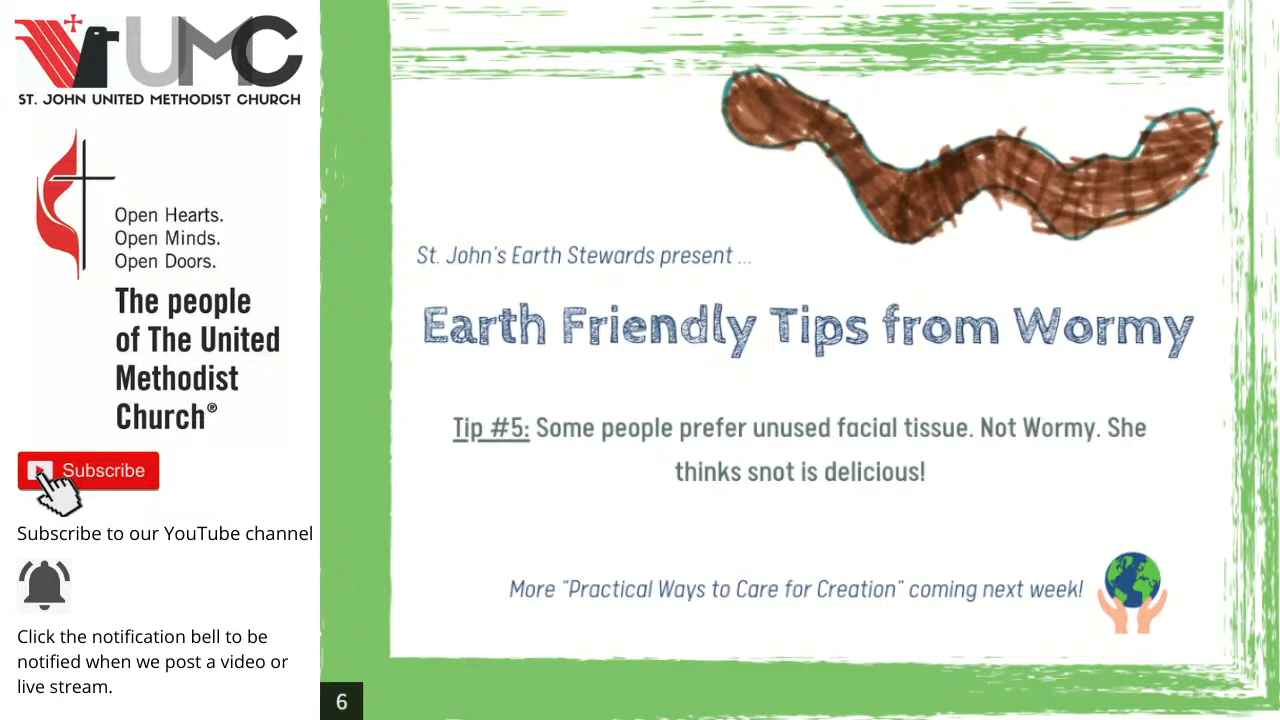 UMC
ST. JOHN UNITED METHODIST CHURCH
Open Hearts.
Open Minds.
Open Doors.
The people
of The United
Methodist
Church®
Subscribe
Subscribe to our YouTube channel
Click the notification bell to be
notified when we post a video or
live stream.
St. John's Earth Stewards present ...
Earth Friendly Tips from Wormy
Tip #5: Some people prefer unused facial tissue. Not Wormy. She
thinks snot is delicious!
More "Practical Ways to Care for Creation" coming next week!
6